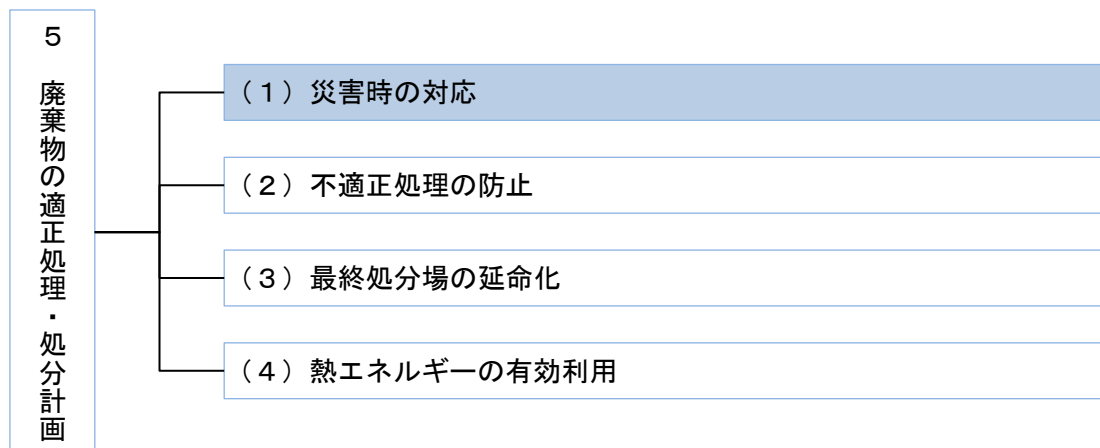 ５　廃棄物の適正処理・処分計画
（１）災害時の対応
（２）不適正処理の防止
（３）最終処分場の延命化
（４）熱エネルギーの有効利用